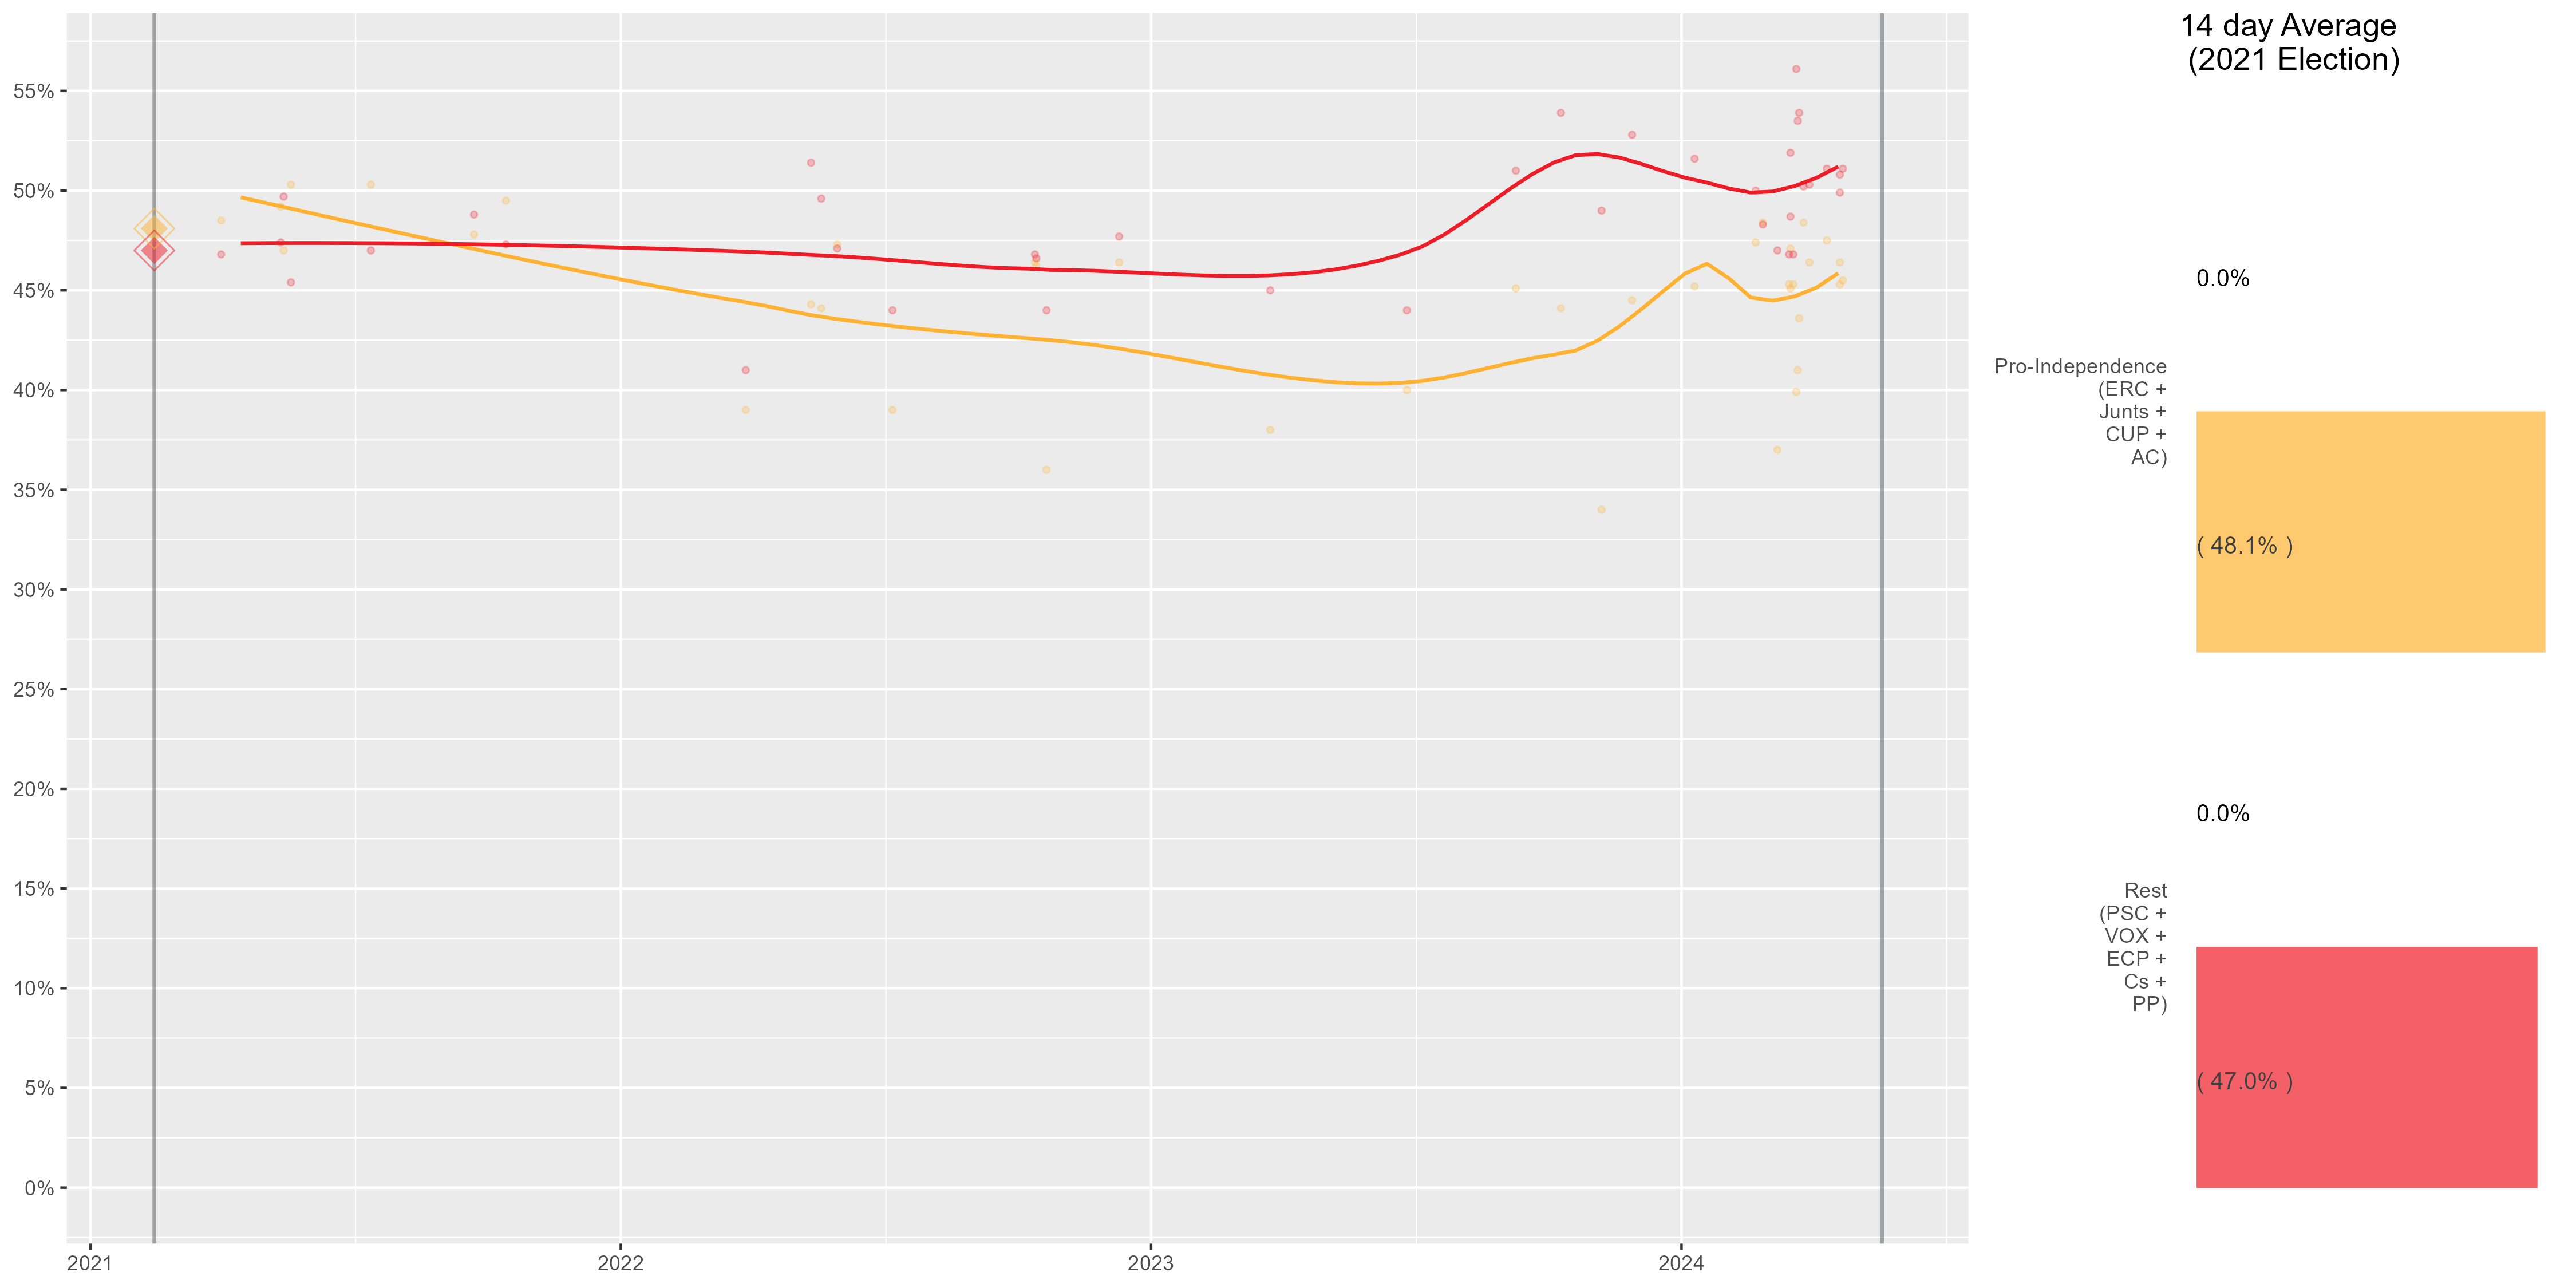 14 day Average
(2021 Election)
55%
50%
45%
40%
35%
30%
25%
20%
15%
10%
5%
0%
2021
2022
2023
2024
Pro-Independence
(ERC +
Junts +
CUP +
AC)
0.0%
( 48.1% )
Rest
(PSC +
VOX +
ECP +
Cs +
PP)
0.0%
( 47.0% )